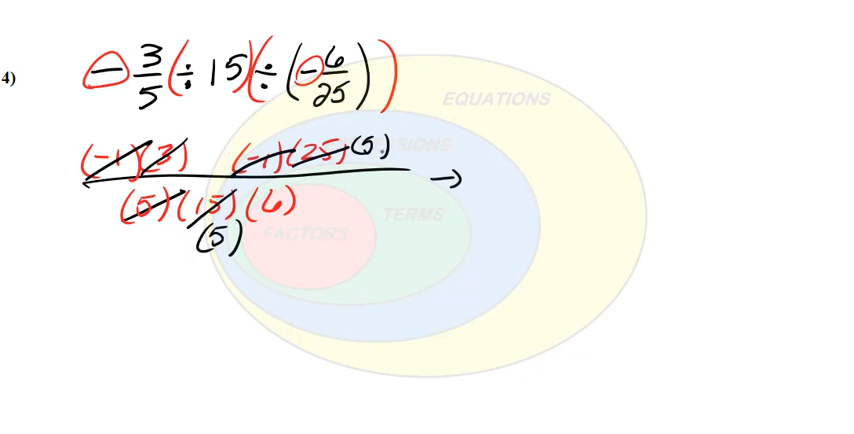 4) - 3/5 (÷ 15)(÷ (- 6/25))
EQUATIONS
(-1)(3) (-1)(25)(5)
(5)(15)(6) →
(5)
TERMS
FACTORS